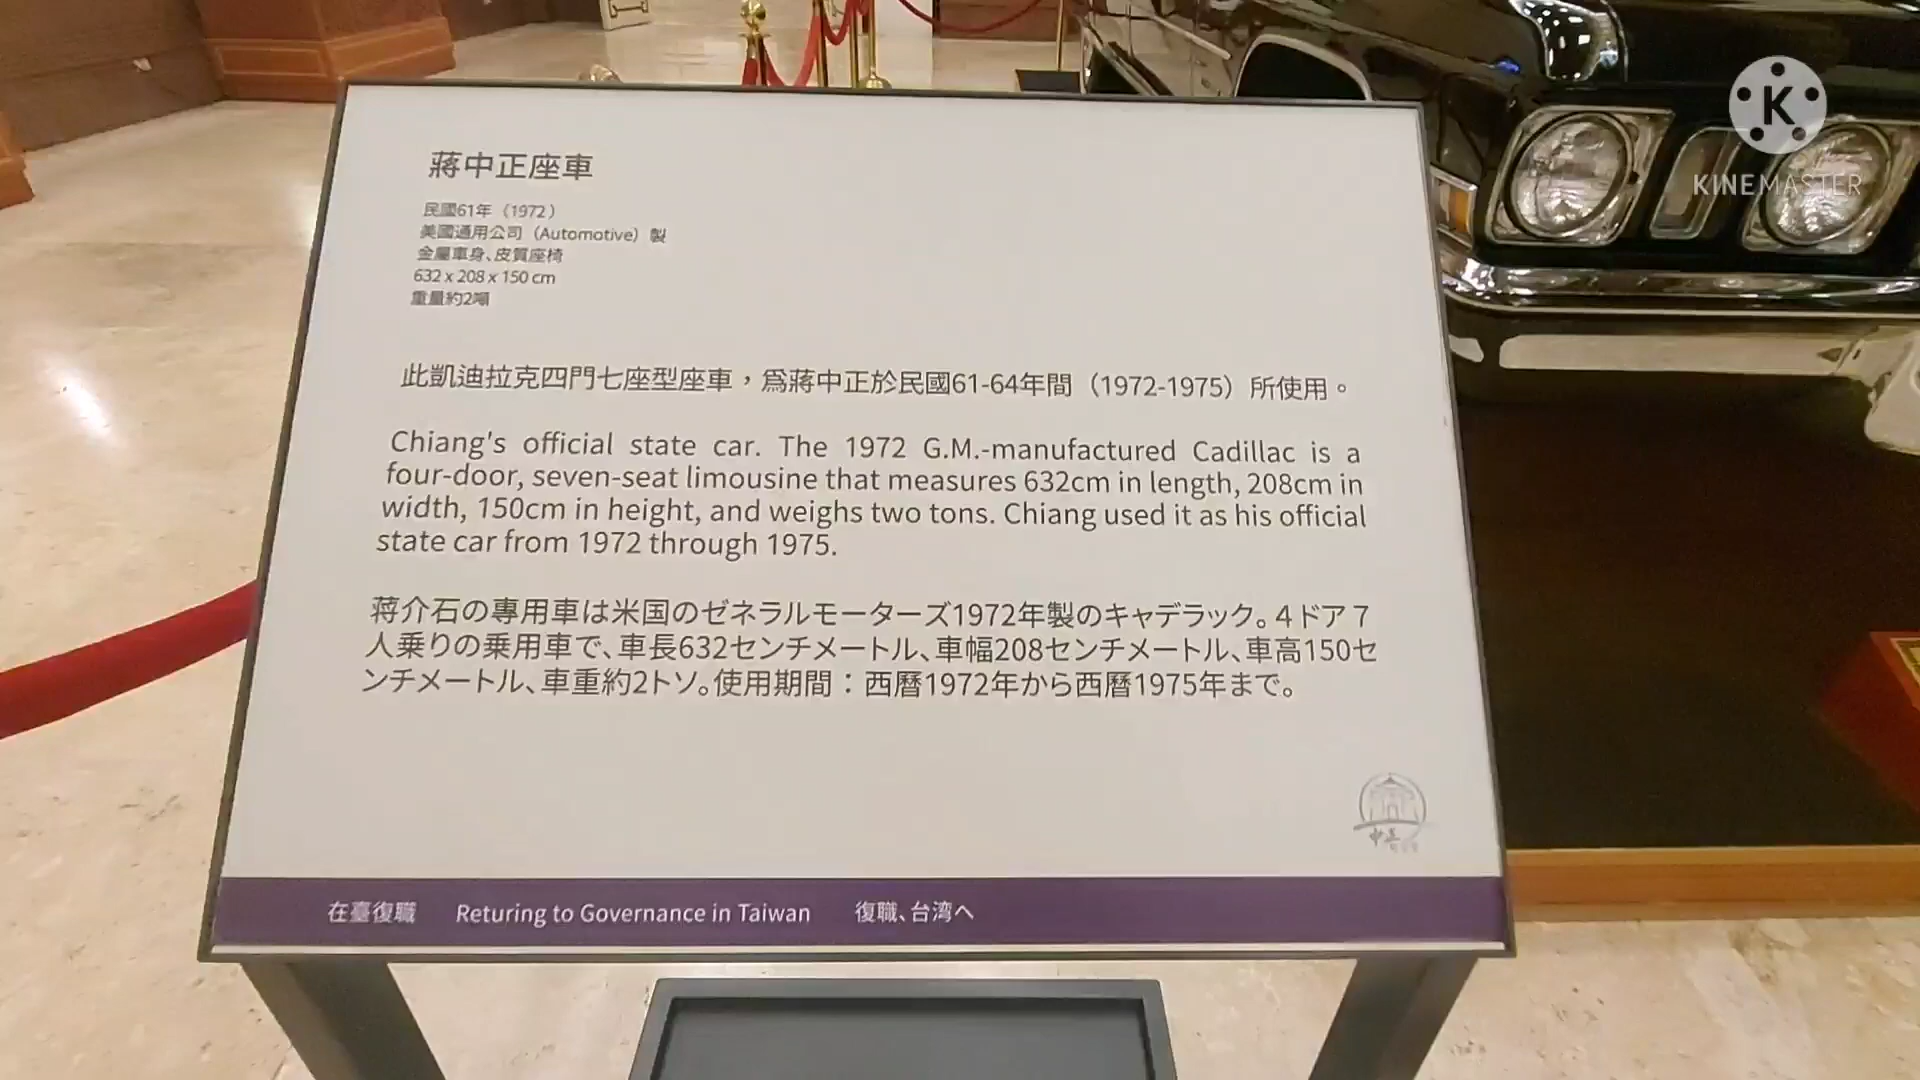 蔣中正座車
民國61年（1972）
美國通用公司（Automotive）製
金屬車身、皮質座椅
632 x 208 x 150 cm
重量約2噸
此凱迪拉克四門七座型座車，為蔣中正於民國61-64年間（1972-1975）所使用。
Chiang's official state car. The 1972 G.M.-manufactured Cadillac is a
four-door, seven-seat limousine that measures 632cm in length, 208cm in
width, 150cm in height, and weighs two tons. Chiang used it as his official
state car from 1972 through 1975.
蒋介石の專用車は米国のゼネラルモーターズ1972年製のキャデラック。4ドア7
人乗りの乗用車で、車長632センチメートル、車幅208センチメートル、車高150セ
ンチメートル、車重約2トソ。使用期間：西暦1972年から西暦1975年まで。
中正
在臺復職 Returing to Governance in Taiwan 復職、台湾へ
K
KINEMASTER